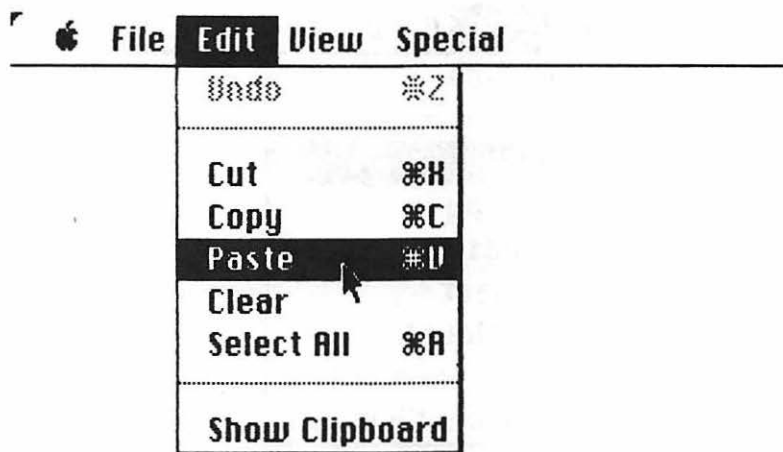 File Edit View Special
Undo ⌘Z
Cut ⌘X
Copy ⌘C
Paste ⌘V
Clear
Select All ⌘A
Show Clipboard